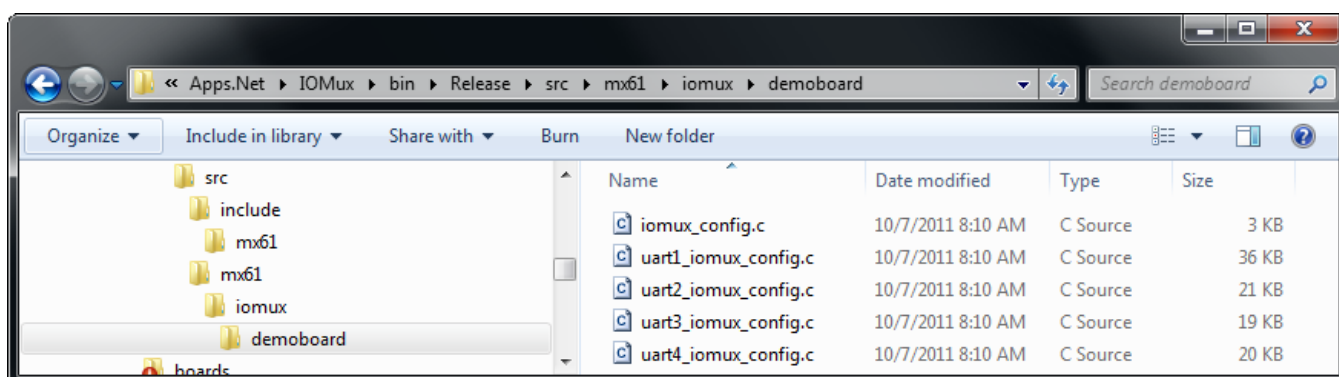 « Apps.Net ▸ IOMux ▸ bin ▸ Release ▸ src ▸ mx61 ▸ iomux ▸ demoboard Search demoboard
Organize ▾ Include in library ▾ Share with ▾ Burn New folder
src
include
mx61
mx61
iomux
demoboard
boards
Name Date modified Type Size
iomux_config.c 10/7/2011 8:10 AM C Source 3 KB
uart1_iomux_config.c 10/7/2011 8:10 AM C Source 36 KB
uart2_iomux_config.c 10/7/2011 8:10 AM C Source 21 KB
uart3_iomux_config.c 10/7/2011 8:10 AM C Source 19 KB
uart4_iomux_config.c 10/7/2011 8:10 AM C Source 20 KB